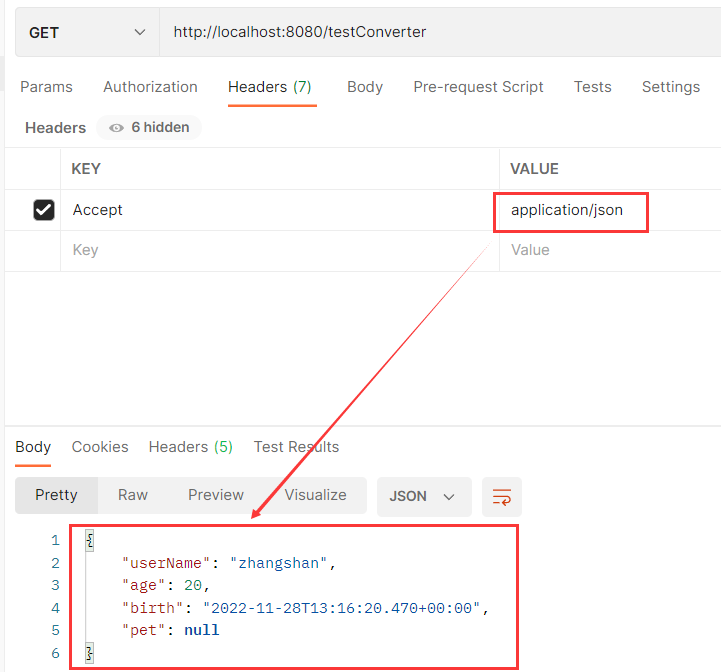 GET http://localhost:8080/testConverter
Params Authorization Headers (7) Body Pre-request Script Tests Settings
Headers 6 hidden
KEY VALUE
Accept application/json
Key Value
Body Cookies Headers (5) Test Results
Pretty Raw Preview Visualize JSON
1 {
2 "userName": "zhangshan",
3 "age": 20,
4 "birth": "2022-11-28T13:16:20.470+00:00",
5 "pet": null
6 }